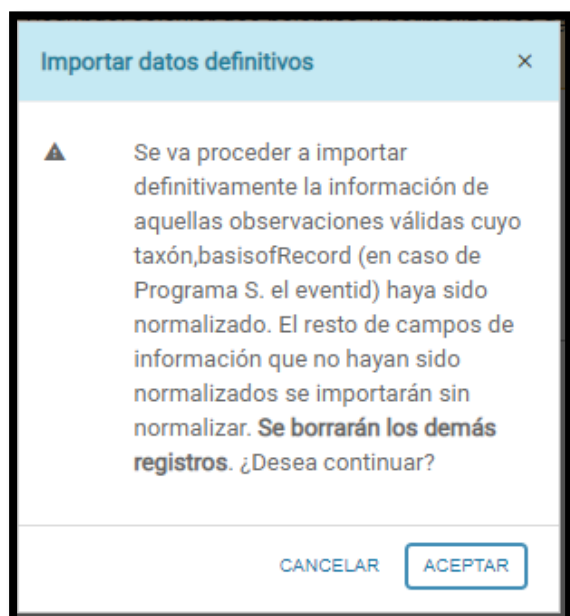 Importar datos definitivos ×
Se va proceder a importar
definitivamente la información de
aquellas observaciones válidas cuyo
taxón,basisofRecord (en caso de
Programa S. el eventid) haya sido
normalizado. El resto de campos de
información que no hayan sido
normalizados se importarán sin
normalizar. Se borrarán los demás
registros. ¿Desea continuar?
CANCELAR ACEPTAR